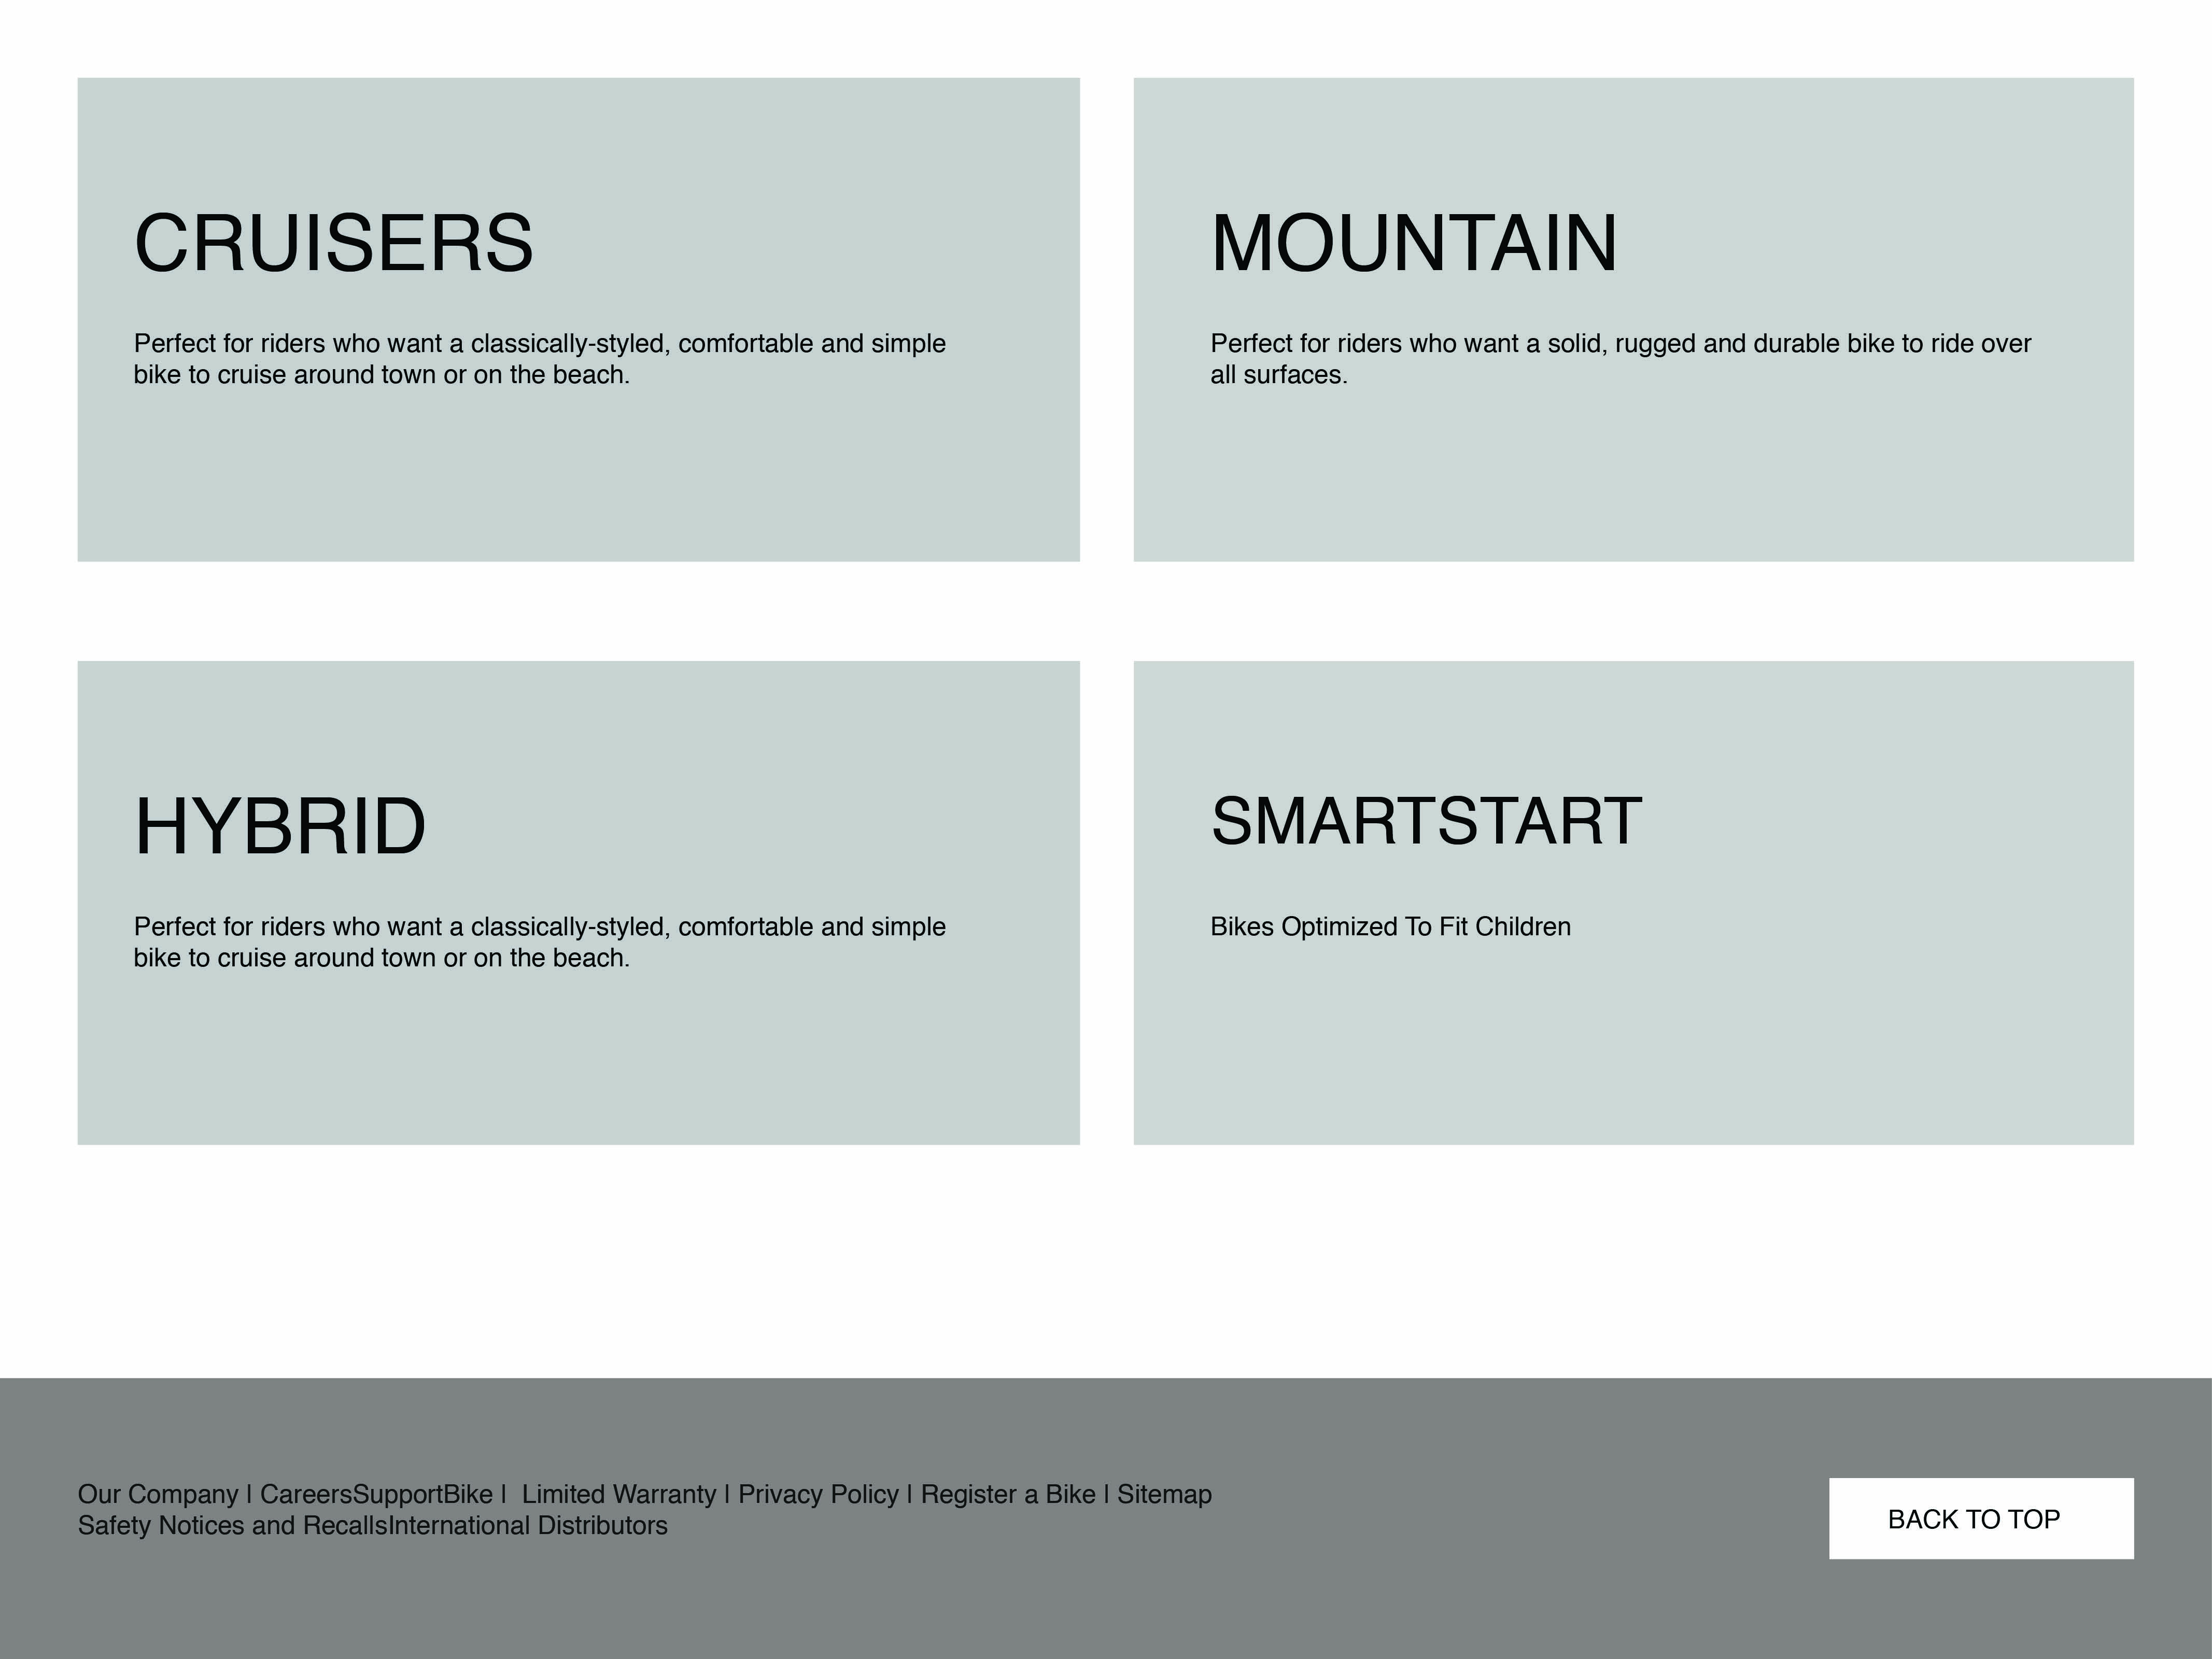 CRUISERS
Perfect for riders who want a classically-styled, comfortable and simple
bike to cruise around town or on the beach.
MOUNTAIN
Perfect for riders who want a solid, rugged and durable bike to ride over
all surfaces.
HYBRID
Perfect for riders who want a classically-styled, comfortable and simple
bike to cruise around town or on the beach.
SMARTSTART
Bikes Optimized To Fit Children
Our Company | CareersSupportBike |  Limited Warranty | Privacy Policy | Register a Bike | Sitemap
Safety Notices and RecallsInternational Distributors
BACK TO TOP